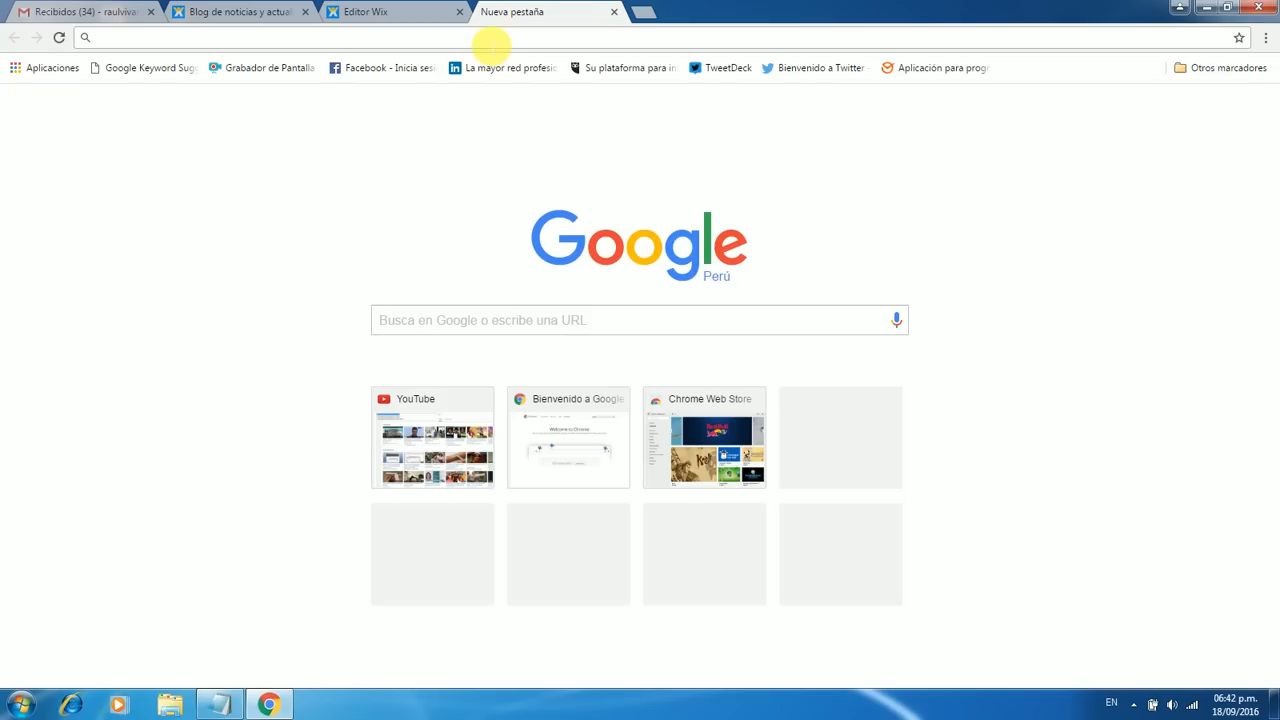 Recibidos (34) - raulviva
Blog de noticias y actual
Editor Wix
Nueva pestaña
Aplicaciones
Google Keyword Sug
Grabador de Pantalla
Facebook - Inicia sesi
La mayor red profesio
Su plataforma para in
TweetDeck
Bienvenido a Twitter
Aplicación para progr
Otros marcadores
Google
Perú
Busca en Google o escribe una URL
YouTube
Bienvenido a Google
Chrome Web Store
EN
06:42 p.m.
18/09/2016